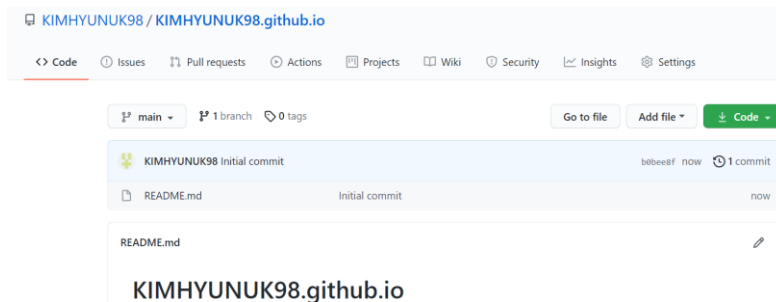 KIMHYUNUK98 / KIMHYUNUK98.github.io
Code Issues Pull requests Actions Projects Wiki Security Insights Settings
main 1 branch 0 tags Go to file Add file Code
KIMHYUNUK98 Initial commit b0bee8f now 1 commit
README.md Initial commit now
README.md
KIMHYUNUK98.github.io